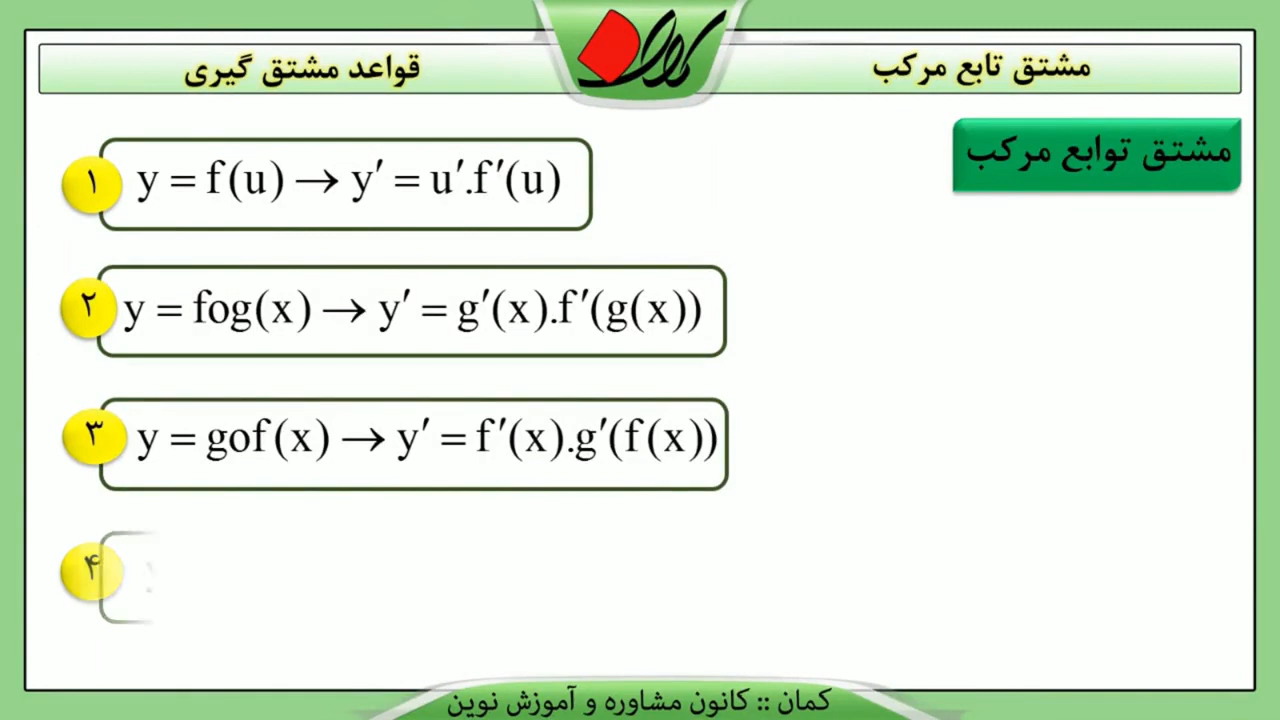 مشتق تابع مرکب
قواعد مشتق گیری
مشتق توابع مرکب
۱ y = f(u) → y′ = u′.f′(u)
۲ y = fog(x) → y′ = g′(x).f′(g(x))
۳ y = gof(x) → y′ = f′(x).g′(f(x))
۴
کمان :: کانون مشاوره و آموزش نوین